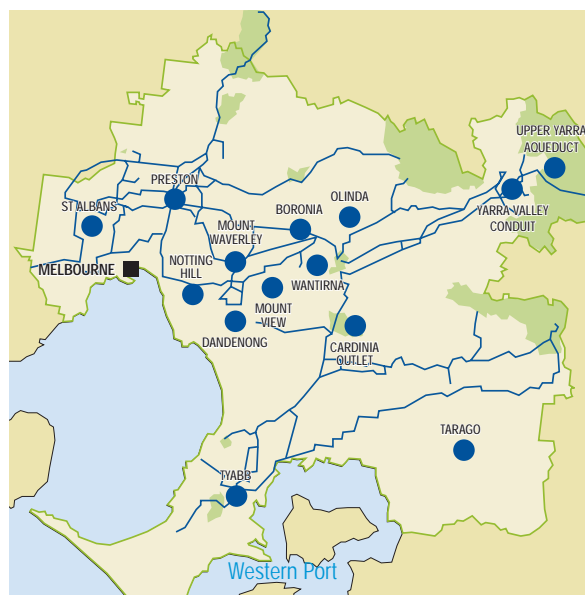 UPPER YARRA
AQUEDUCT
PRESTON
ST ALBANS
BORONIA
OLINDA
YARRA VALLEY
CONDUIT
MOUNT
WAVERLEY
NOTTING
HILL
MELBOURNE
WANTIRNA
MOUNT
VIEW
DANDENONG
CARDINIA
OUTLET
TARAGO
TYABB
Western Port